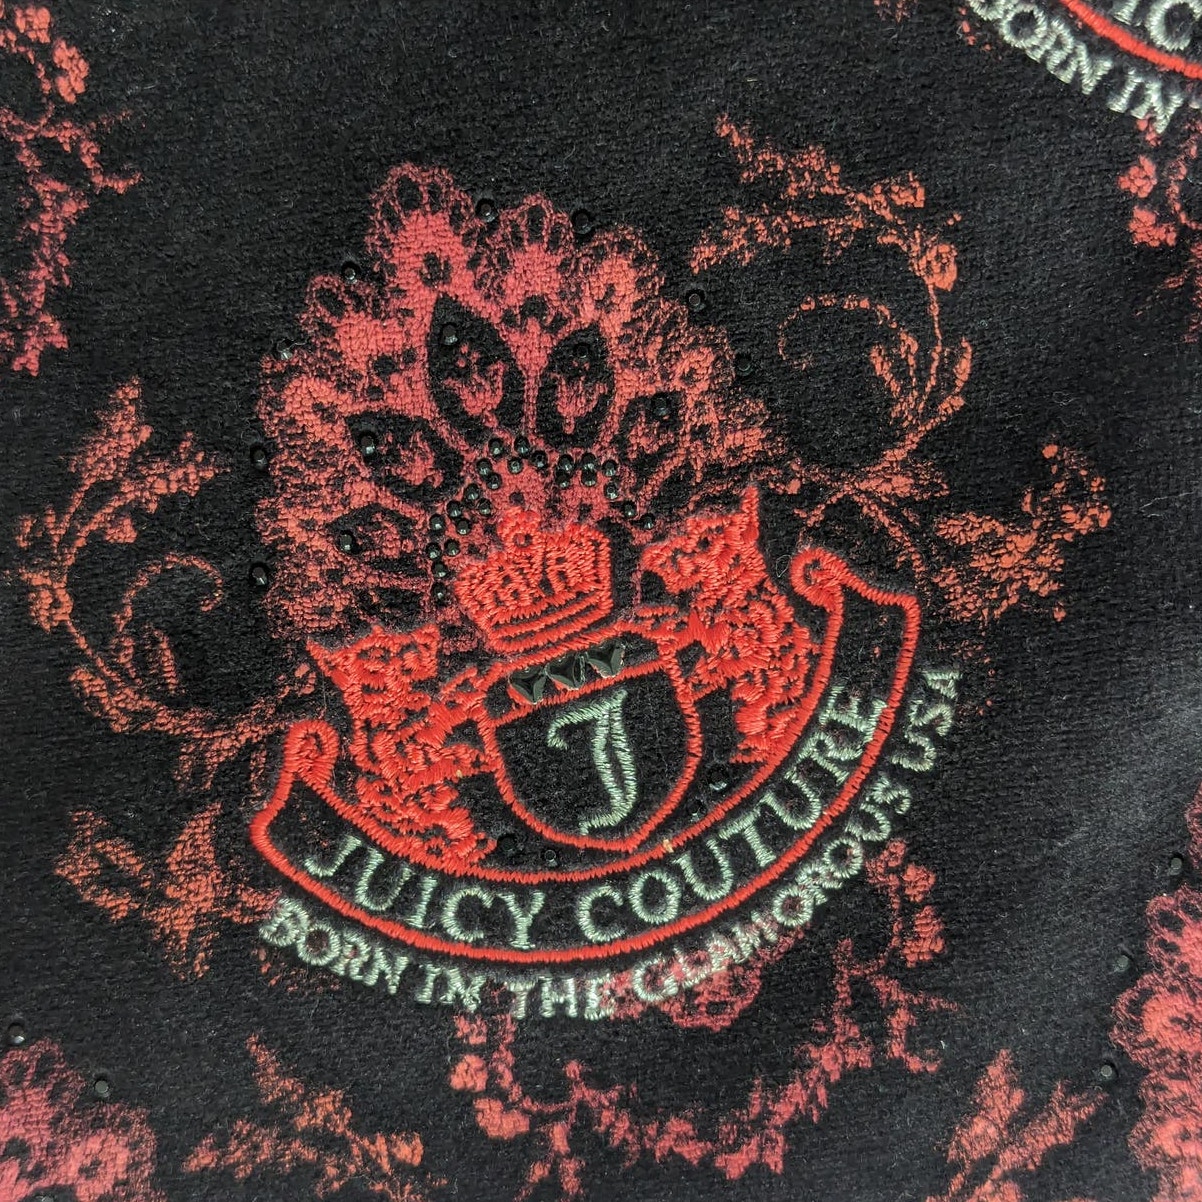 BORN IN
J
JUICY COUTURE
BORN IN THE GLAMOROUS USA